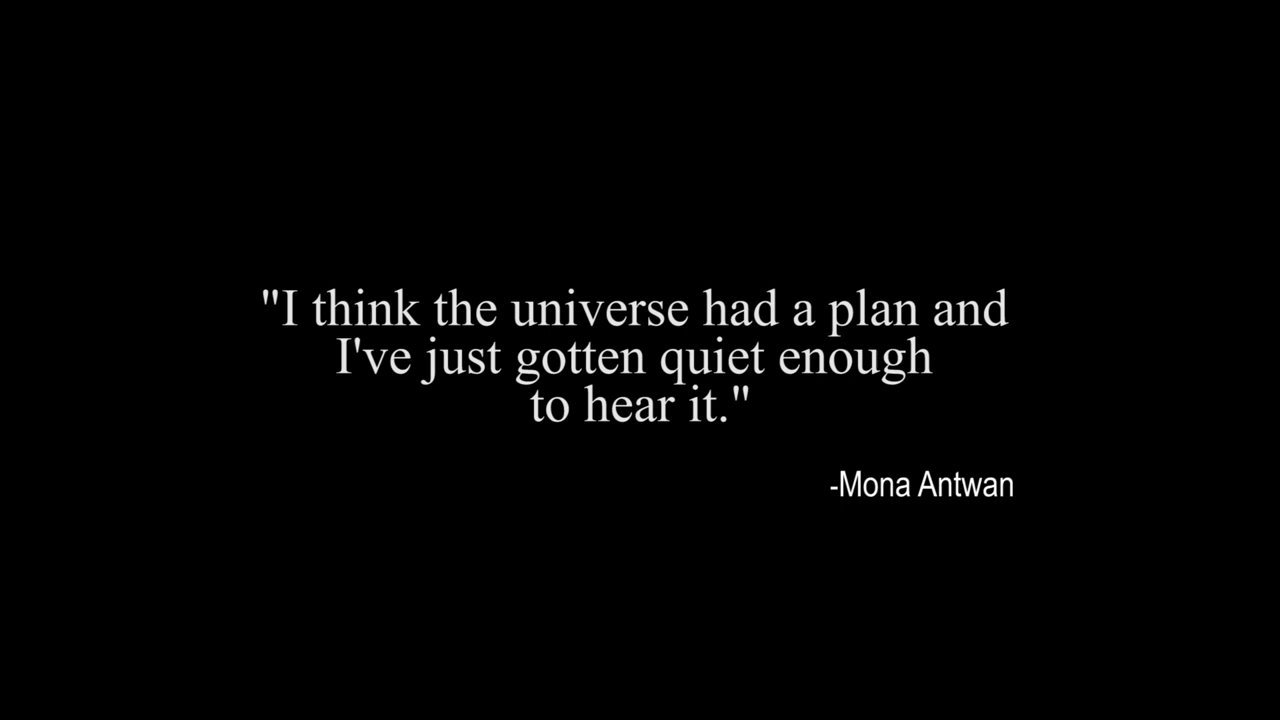 "I think the universe had a plan and
I've just gotten quiet enough
to hear it."
-Mona Antwan